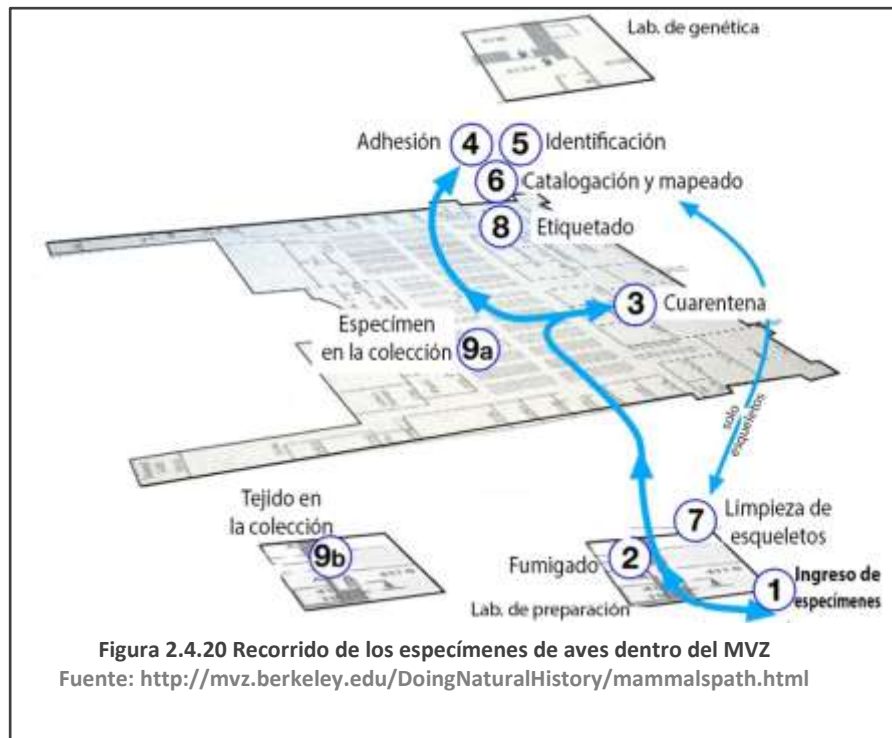 Lab. de genética
Adhesión 4 5 Identificación
6 Catalogación y mapeado
8 Etiquetado
3 Cuarentena
Espécimen
en la colección 9a
solo
esqueletos
Tejido en
la colección
9b
7 Limpieza de
esqueletos
Fumigado 2
1 Ingreso de
especímenes
Lab. de preparación
Figura 2.4.20 Recorrido de los especímenes de aves dentro del MVZ
Fuente: http://mvz.berkeley.edu/DoingNaturalHistory/mammalspath.html